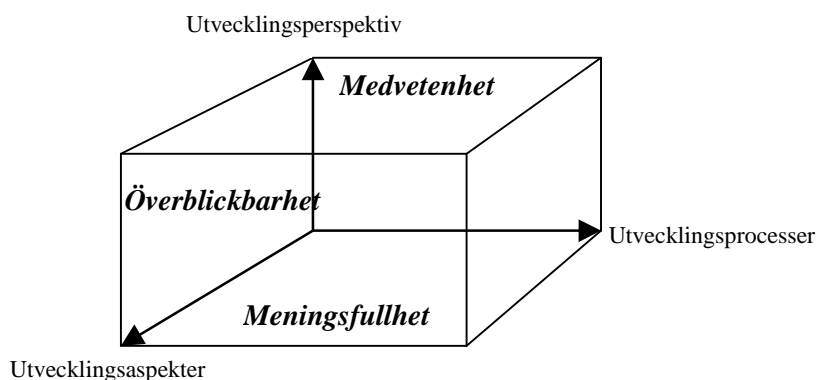 Utvecklingsperspektiv
Medvetenhet
Överblickbarhet
Utvecklingsprocesser
Meningsfullhet
Utvecklingsaspekter